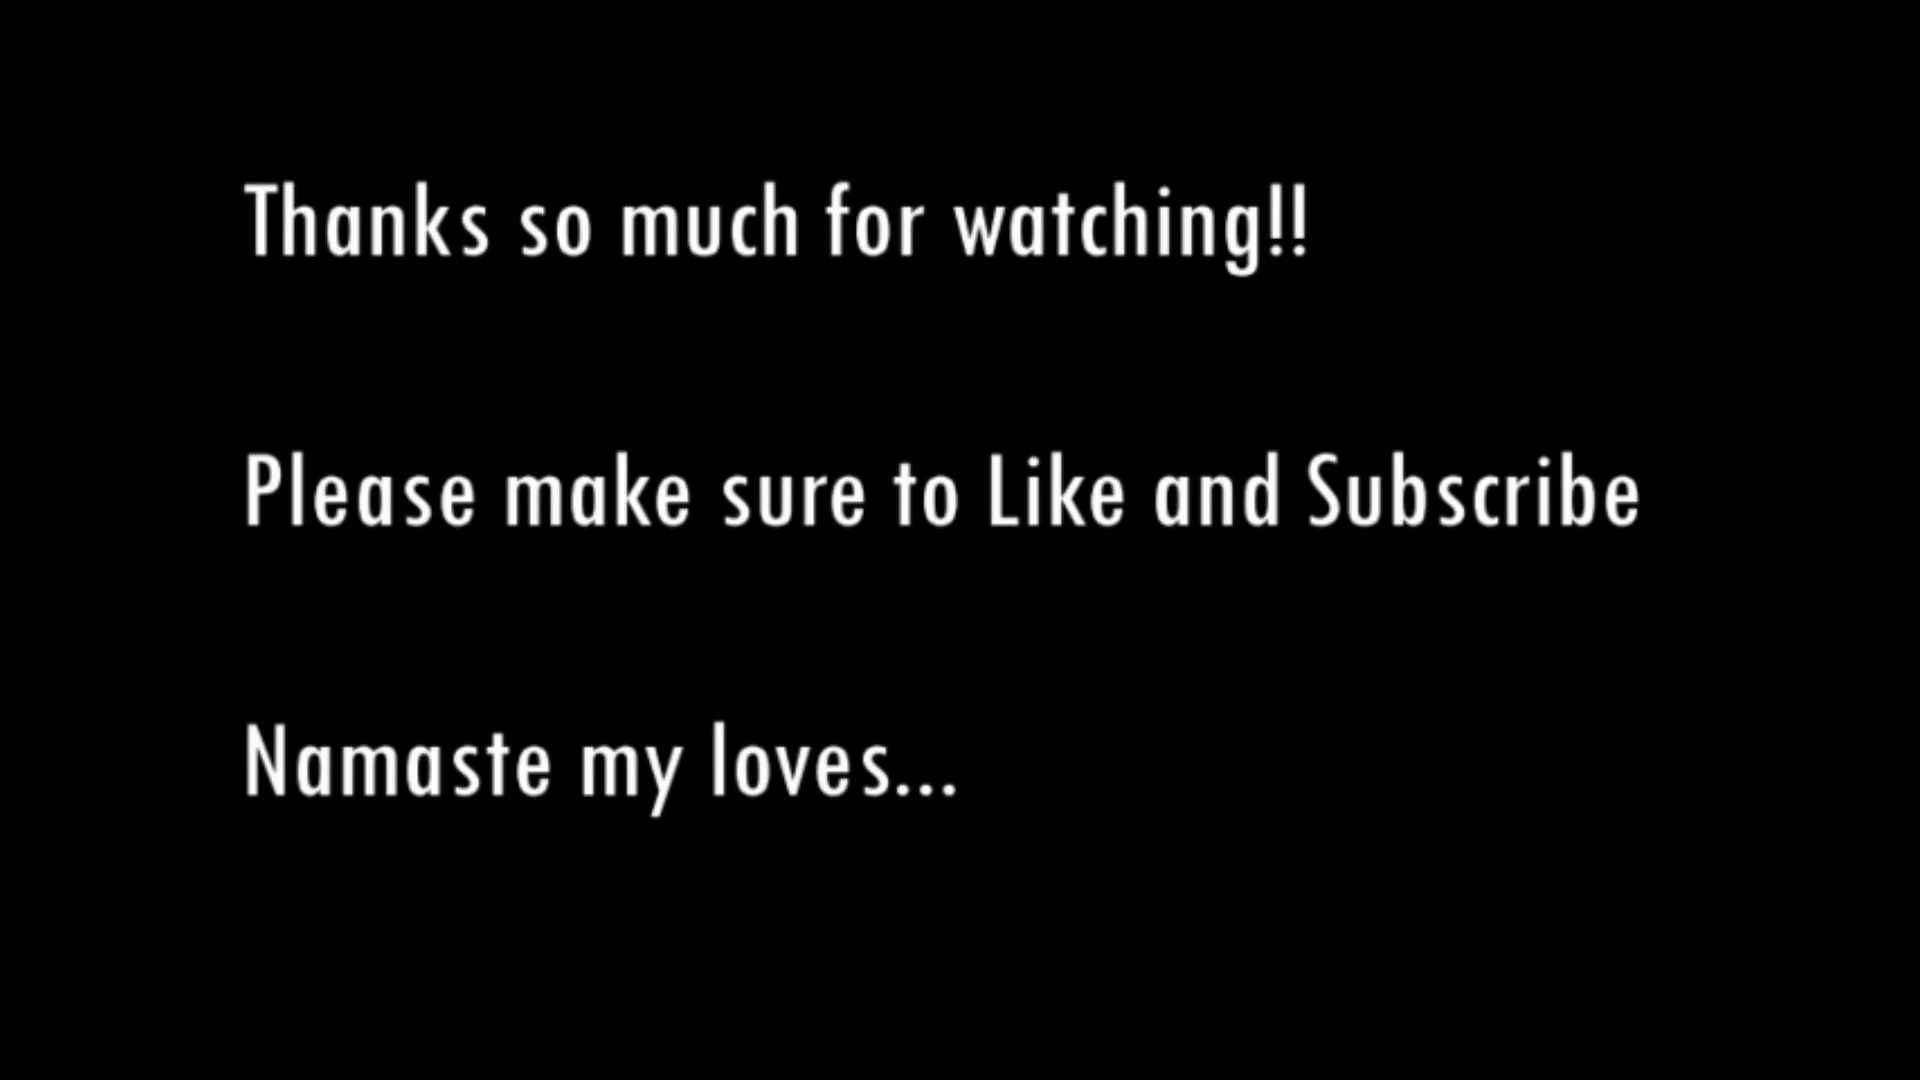 Thanks so much for watching!!
Please make sure to Like and Subscribe
Namaste my loves...